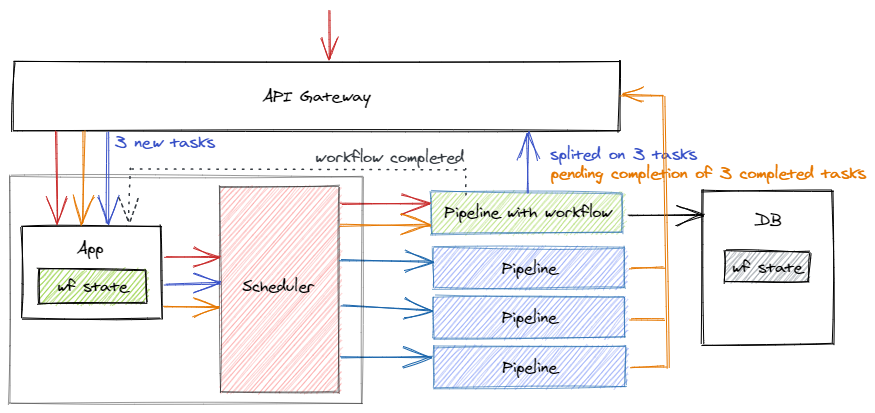 API Gateway
3 new tasks
workflow completed
splited on 3 tasks
pending completion of 3 completed tasks
Pipeline with workflow
DB
App
wf state
Scheduler
Pipeline
wf state
Pipeline
Pipeline